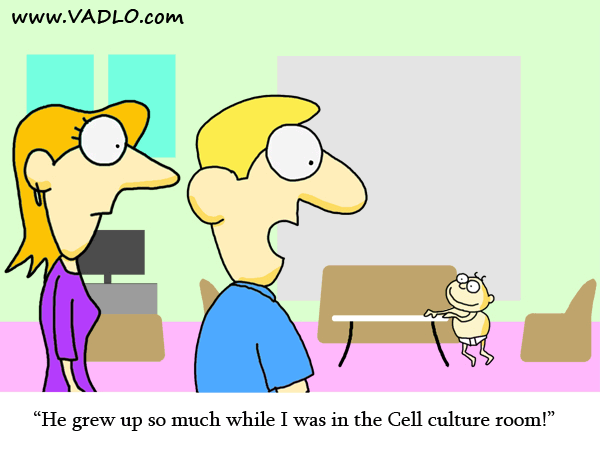 www.VADLO.com
“He grew up so much while I was in the Cell culture room!”